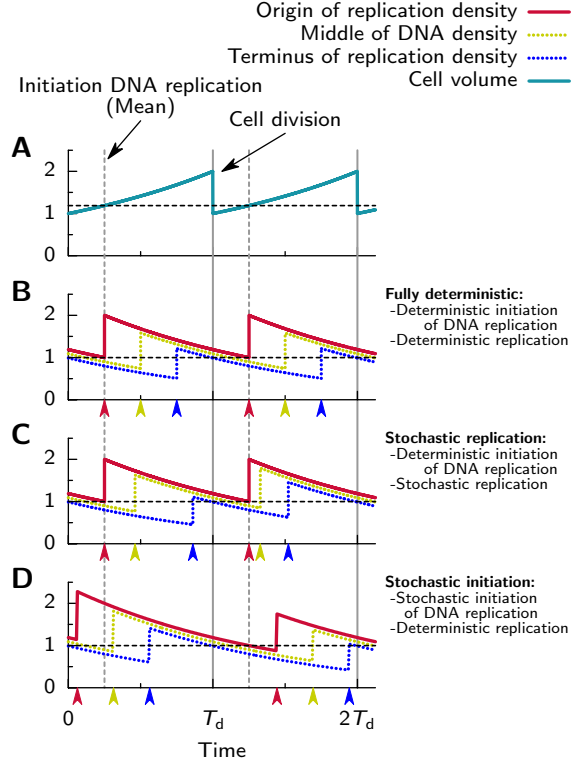 Origin of replication density
Middle of DNA density
Terminus of replication density
Cell volume
Initiation DNA replication
(Mean)
Cell division
A
2
1
0
B
2
1
0
Fully deterministic:
-Deterministic initiation
of DNA replication
-Deterministic replication
C
2
1
0
Stochastic replication:
-Deterministic initiation
of DNA replication
-Stochastic replication
D
2
1
0
Stochastic initiation:
-Stochastic initiation
of DNA replication
-Deterministic replication
0 T_d 2T_d
Time